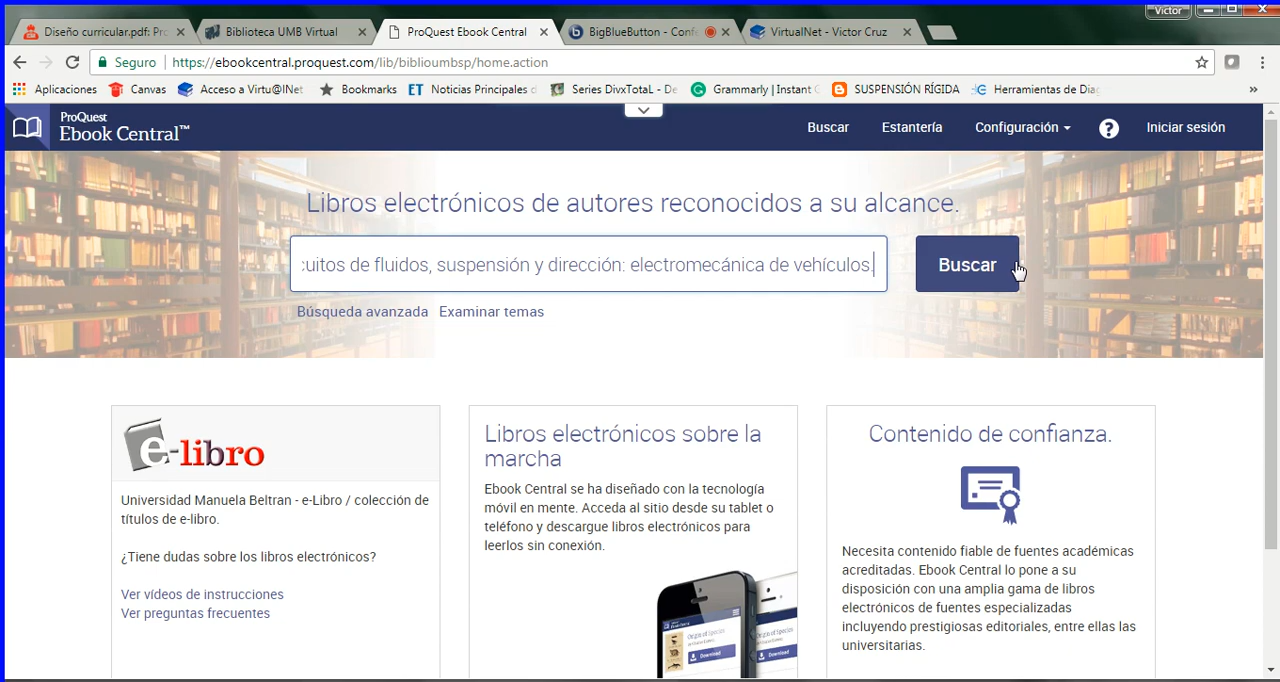 Victor
Diseño curricular.pdf: Pr
Biblioteca UMB Virtual
ProQuest Ebook Central
BigBlueButton - Conf
VirtualNet - Victor Cruz
Seguro
https://ebookcentral.proquest.com/lib/biblioumbsp/home.action
Aplicaciones
Canvas
Acceso a Virtu@lNet
Bookmarks
ET Noticias Principales d
Series DivxTotaL - De
Grammarly | Instant
SUSPENSIÓN RÍGIDA
Herramientas de Diag
ProQuest
Ebook Central™
Buscar
Estantería
Configuración
Iniciar sesión
Libros electrónicos de autores reconocidos a su alcance.
cuitos de fluidos, suspensión y dirección: electromecánica de vehículos.
Buscar
Búsqueda avanzada
Examinar temas
e-libro
Universidad Manuela Beltran e-Libro / colección de
títulos de e-libro.
¿Tiene dudas sobre los libros electrónicos?
Ver vídeos de instrucciones
Ver preguntas frecuentes
Libros electrónicos sobre la
marcha
Ebook Central se ha diseñado con la tecnología
móvil en mente. Acceda al sitio desde su tablet o
teléfono y descargue libros electrónicos para
leerlos sin conexión.
Origin of Species
Download
Contenido de confianza.
Necesita contenido fiable de fuentes académicas
acreditadas. Ebook Central lo pone a su
disposición con una amplia gama de libros
electrónicos de fuentes especializadas
incluyendo prestigiosas editoriales, entre ellas las
universitarias.